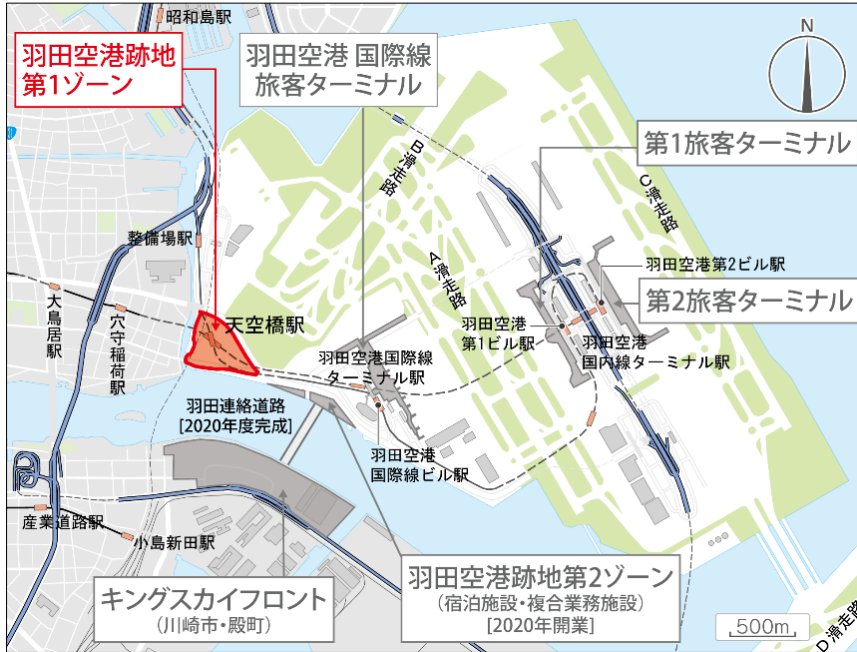 昭和島駅
N
羽田空港跡地
第1ゾーン
羽田空港 国際線
旅客ターミナル
第1旅客ターミナル
B滑走路
C滑走路
整備場駅
A滑走路
羽田空港第2ビル駅
第2旅客ターミナル
大鳥居駅
穴守稲荷駅
天空橋駅
羽田空港
第1ビル駅
羽田空港
国内線ターミナル駅
羽田空港国際線
ターミナル駅
羽田連絡道路
[2020年度完成]
羽田空港
国際線ビル駅
産業道路駅
小島新田駅
キングスカイフロント
(川崎市・殿町)
羽田空港跡地第2ゾーン
(宿泊施設・複合業務施設)
[2020年開業]
500m
D滑走路